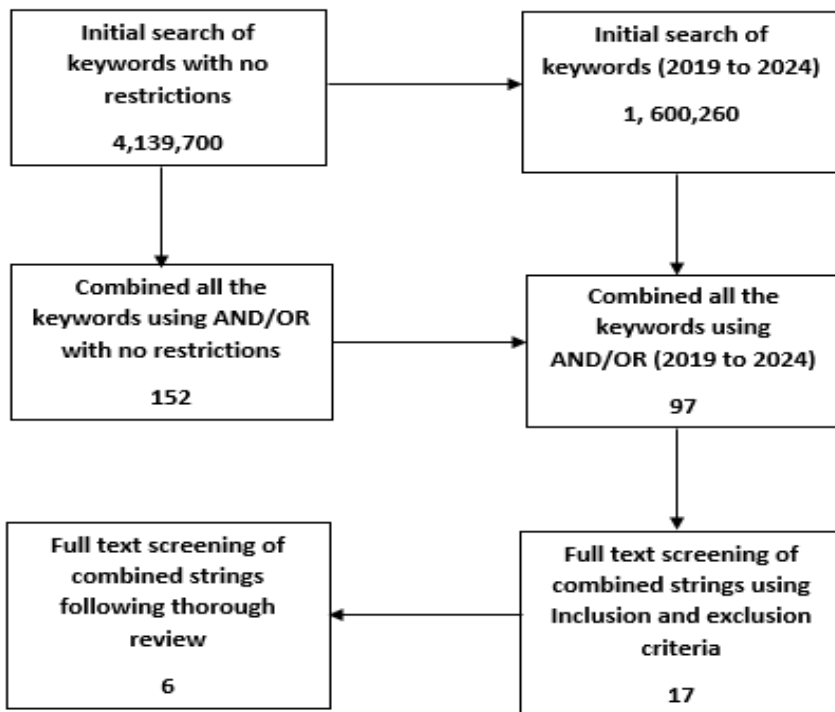 Initial search of
keywords with no
restrictions
4,139,700
Initial search of
keywords (2019 to 2024)
1, 600,260
Combined all the
keywords using AND/OR
with no restrictions
152
Combined all the
keywords using
AND/OR (2019 to 2024)
97
Full text screening of
combined strings using
Inclusion and exclusion
criteria
17
Full text screening of
combined strings
following thorough
review
6